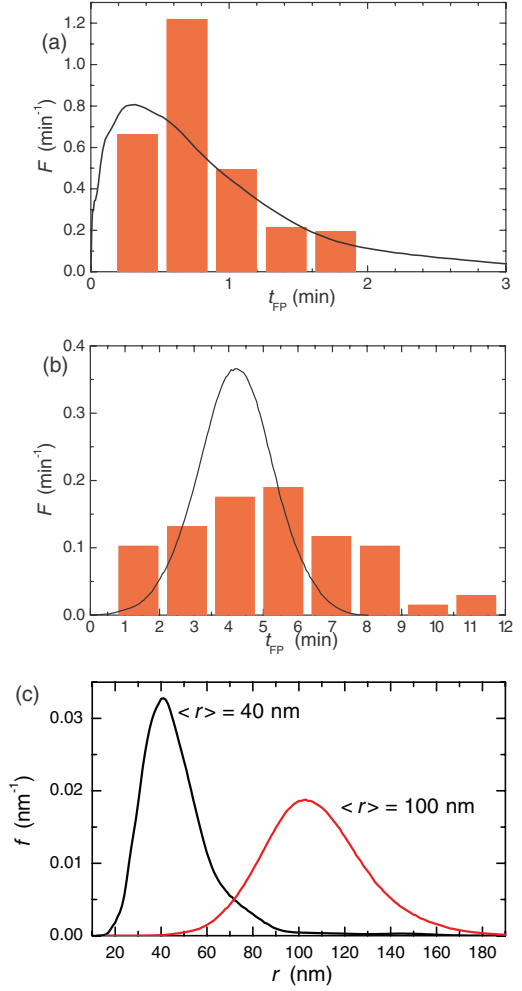 (a)
1.2
1.0
0.8
0.6
0.4
0.2
0.0
F (min⁻¹)
0 1 2 3
t_FP (min)
(b)
0.4
0.3
0.2
0.1
0.0
F (min⁻¹)
0 1 2 3 4 5 6 7 8 9 10 11 12
t_FP (min)
(c)
0.03
0.02
0.01
0.00
f (nm⁻¹)
< r > = 40 nm
< r > = 100 nm
20 40 60 80 100 120 140 160 180
r (nm)